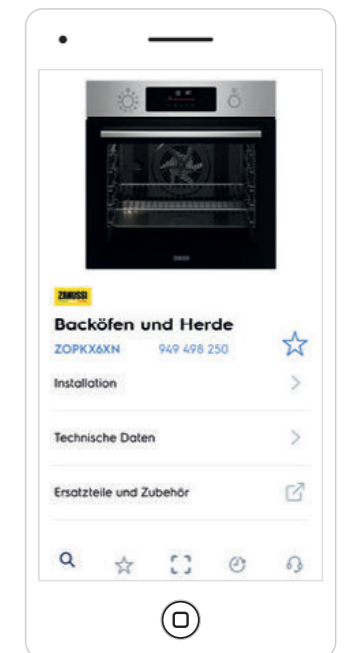 ZANUSSI
Backöfen und Herde
ZOPKX6XN 949 498 250
Installation
Technische Daten
Ersatzteile und Zubehör